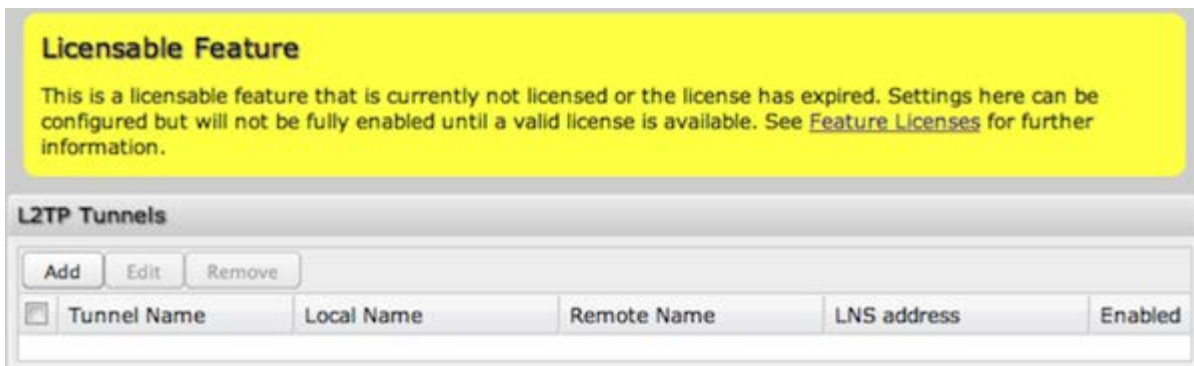 Licensable Feature
This is a licensable feature that is currently not licensed or the license has expired. Settings here can be
configured but will not be fully enabled until a valid license is available. See Feature Licenses for further
information.
L2TP Tunnels
Add Edit Remove
Tunnel Name Local Name Remote Name LNS address Enabled